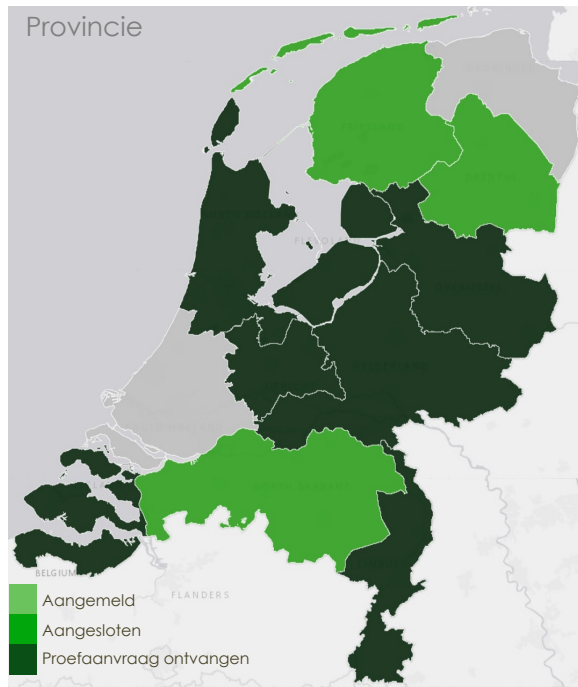 Provincie
BELGIUM
FLANDERS
Aangemeld
Aangesloten
Proefaanvraag ontvangen